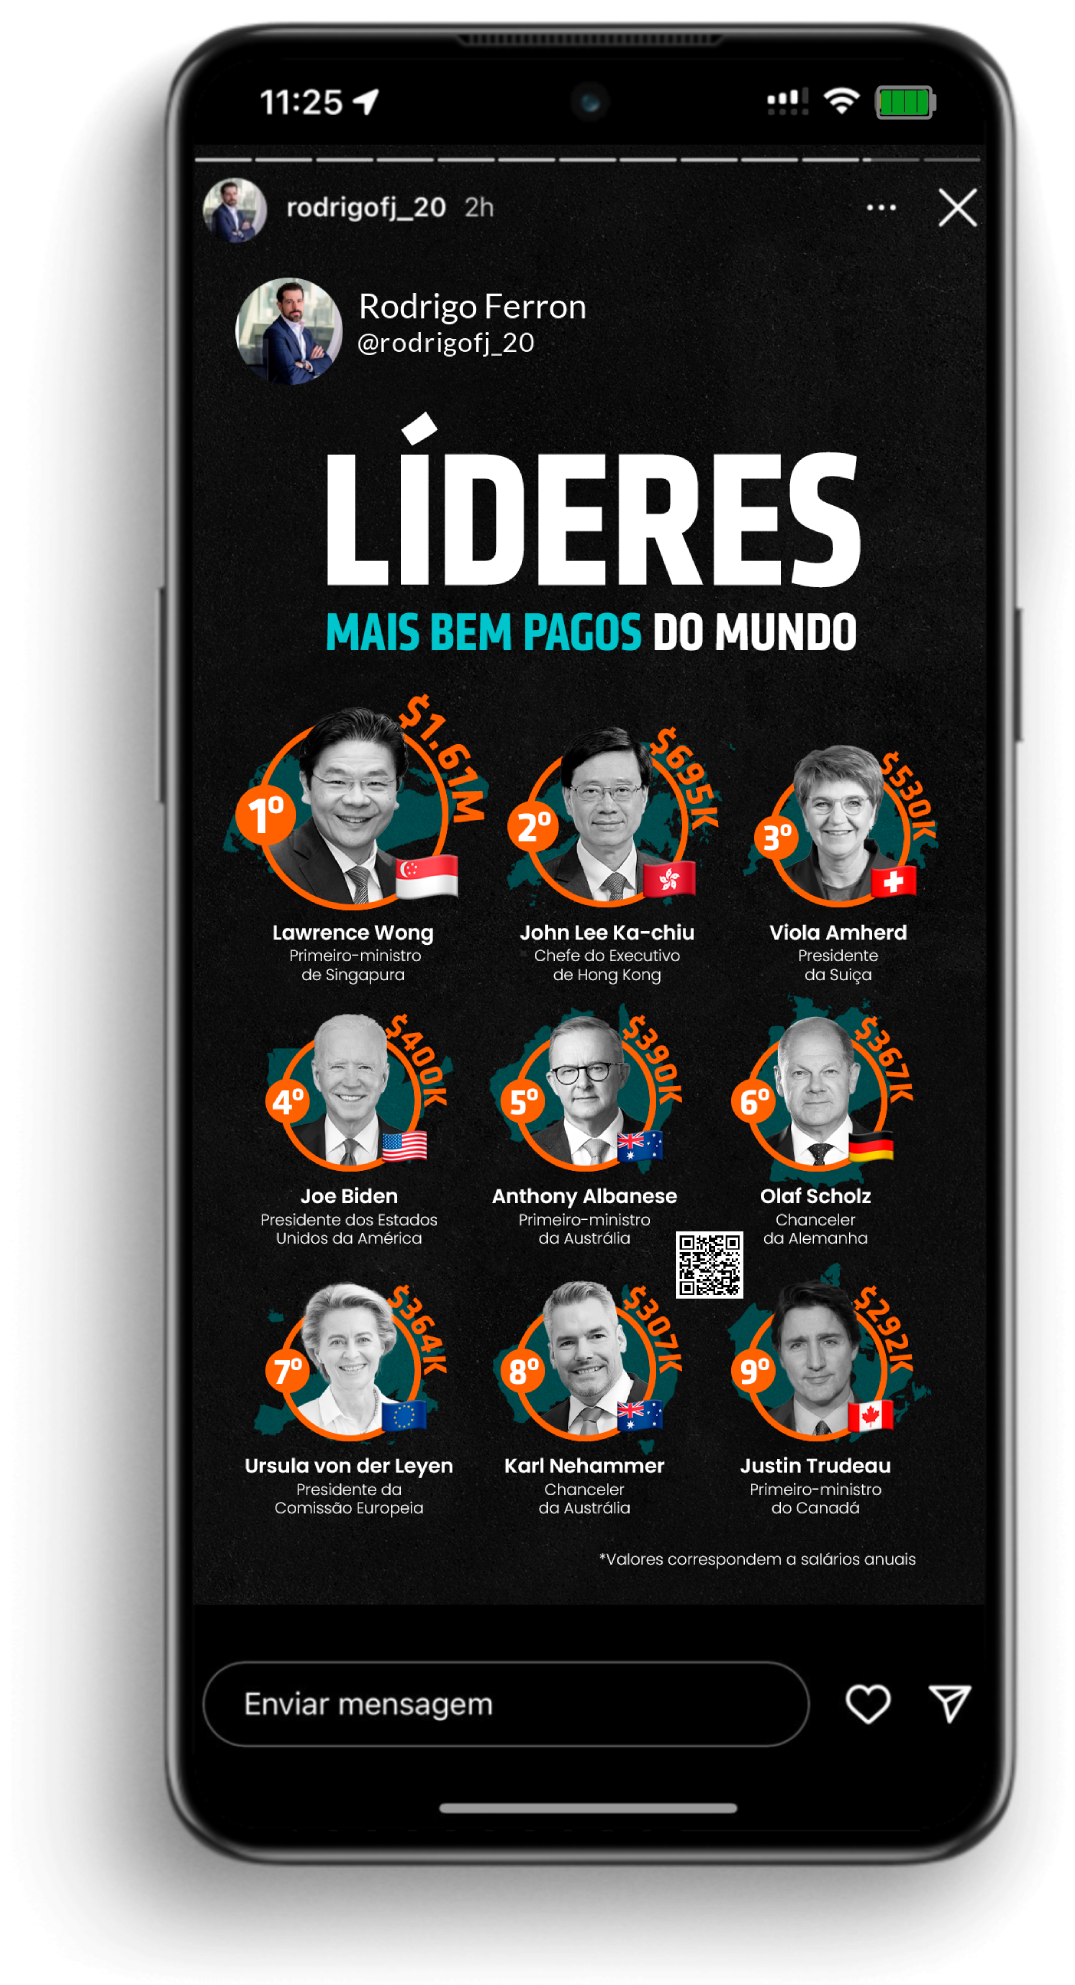 11:25
rodrigofj_20 2h
Rodrigo Ferron
@rodrigofj_20
LÍDERES
MAIS BEM PAGOS DO MUNDO
1º
$1.61M
Lawrence Wong
Primeiro-ministro
de Singapura
2º
$695K
John Lee Ka-chiu
Chefe do Executivo
de Hong Kong
3º
$530K
Viola Amherd
Presidente
da Suiça
4º
$400K
Joe Biden
Presidente dos Estados
Unidos da América
5º
$390K
Anthony Albanese
Primeiro-ministro
da Austrália
6º
$367K
Olaf Scholz
Chanceler
da Alemanha
7º
$364K
Ursula von der Leyen
Presidente da
Comissão Europeia
8º
$307K
Karl Nehammer
Chanceler
da Austrália
9º
$292K
Justin Trudeau
Primeiro-ministro
do Canadá
*Valores correspondem a salários anuais
Enviar mensagem